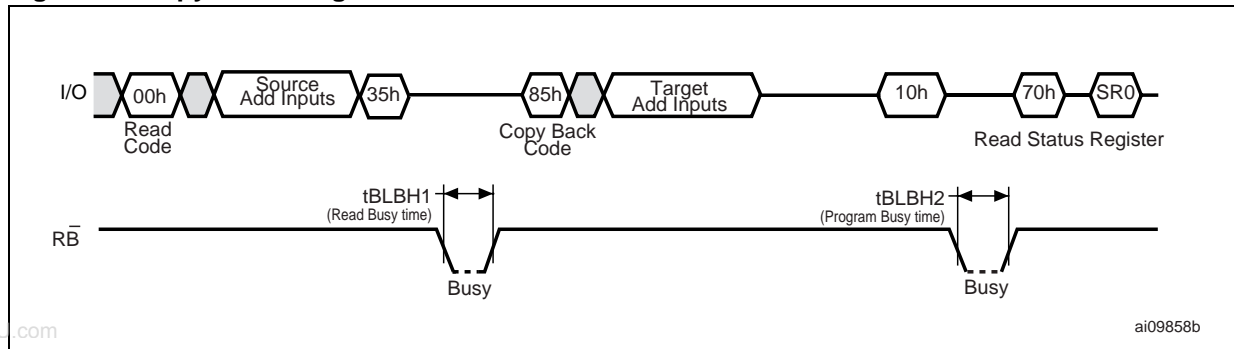 I/O
00h
Source
Add Inputs
35h
85h
Target
Add Inputs
10h
70h
SR0
Read
Code
Copy Back
Code
Read Status Register
tBLBH1
(Read Busy time)
tBLBH2
(Program Busy time)
RB̅
Busy
Busy
.com
ai09858b